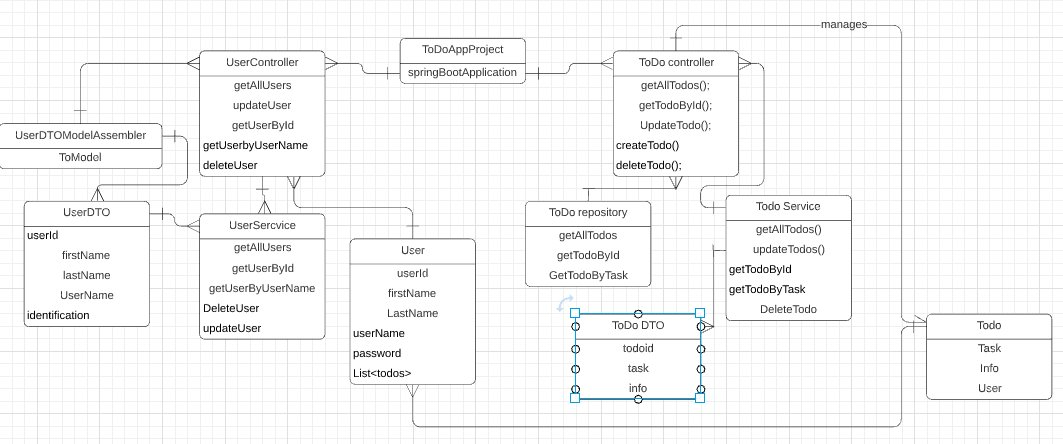 manages
ToDoAppProject
springBootApplication
UserController
getAllUsers
updateUser
getUserById
getUserbyUserName
deleteUser
ToDo controller
getAllTodos();
getTodoById();
UpdateTodo();
createTodo()
deleteTodo();
UserDTOModelAssembler
ToModel
UserDTO
userId
firstName
lastName
UserName
identification
UserSercvice
getAllUsers
getUserById
getUserByUserName
DeleteUser
updateUser
User
userId
firstName
LastName
userName
password
List<todos>
ToDo repository
getAllTodos
getTodoById
GetTodoByTask
Todo Service
getAllTodos()
updateTodos()
getTodoById
getTodoByTask
DeleteTodo
ToDo DTO
todoid
task
info
Todo
Task
Info
User